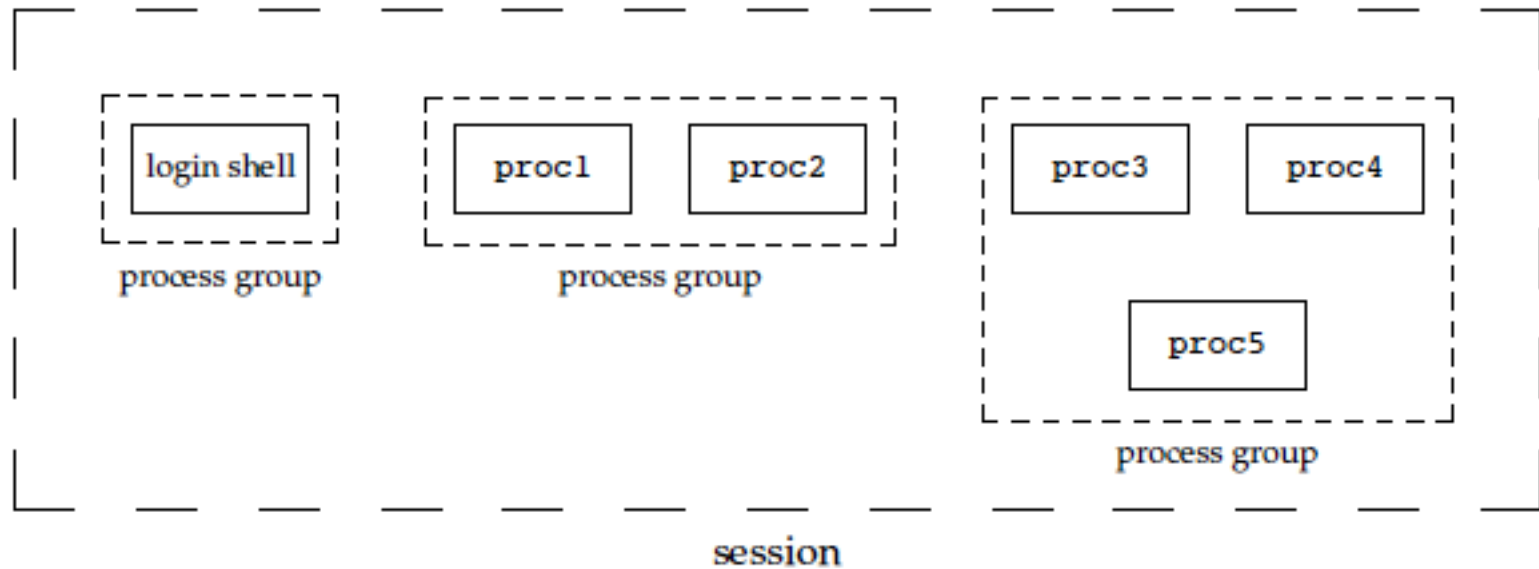 login shell
proc1
proc2
proc3
proc4
process group
process group
proc5
process group
session